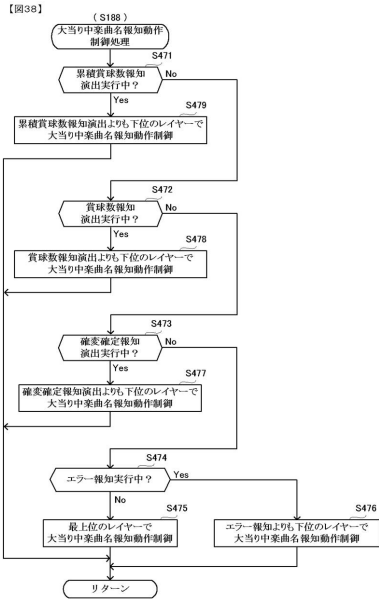 【図38】
（S188）
大当り中楽曲名報知動作
制御処理
S471
累積賞球数報知
演出実行中？
No
Yes
S479
累積賞球数報知演出よりも下位のレイヤーで
大当り中楽曲名報知動作制御
S472
賞球数報知
演出実行中？
No
Yes
S478
賞球数報知演出よりも下位のレイヤーで
大当り中楽曲名報知動作制御
S473
確変確定報知
演出実行中？
No
Yes
S477
確変確定報知演出よりも下位のレイヤーで
大当り中楽曲名報知動作制御
S474
エラー報知実行中？
Yes
No
S475
最上位のレイヤーで
大当り中楽曲名報知動作制御
S476
エラー報知よりも下位のレイヤーで
大当り中楽曲名報知動作制御
リターン